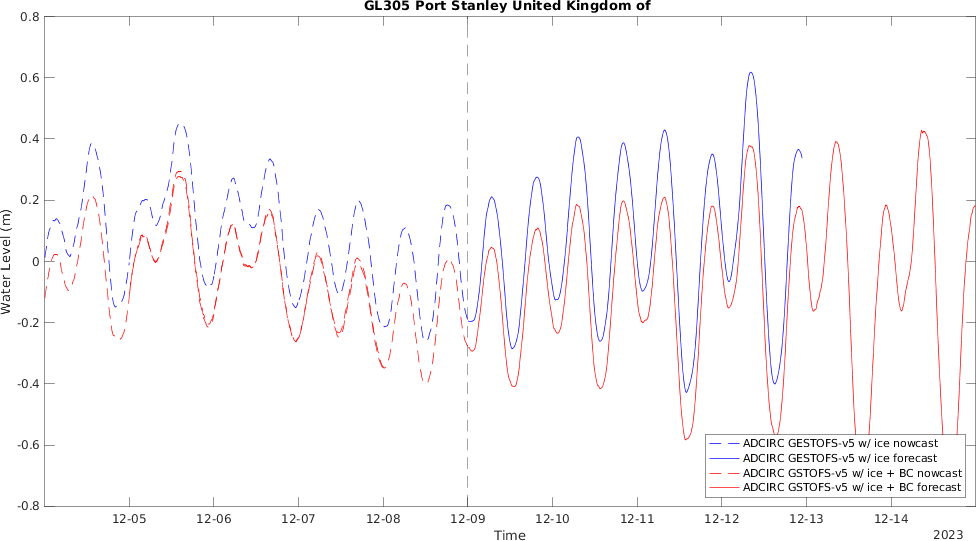 GL305 Port Stanley United Kingdom of
0.8
0.6
0.4
0.2
0
-0.2
-0.4
-0.6
-0.8
Water Level (m)
12-05 12-06 12-07 12-08 12-09 12-10 12-11 12-12 12-13 12-14
Time
2023
ADCIRC GESTOFS-v5 w/ ice nowcast
ADCIRC GESTOFS-v5 w/ ice forecast
ADCIRC GSTOFS-v5 w/ ice + BC nowcast
ADCIRC GSTOFS-v5 w/ ice + BC forecast